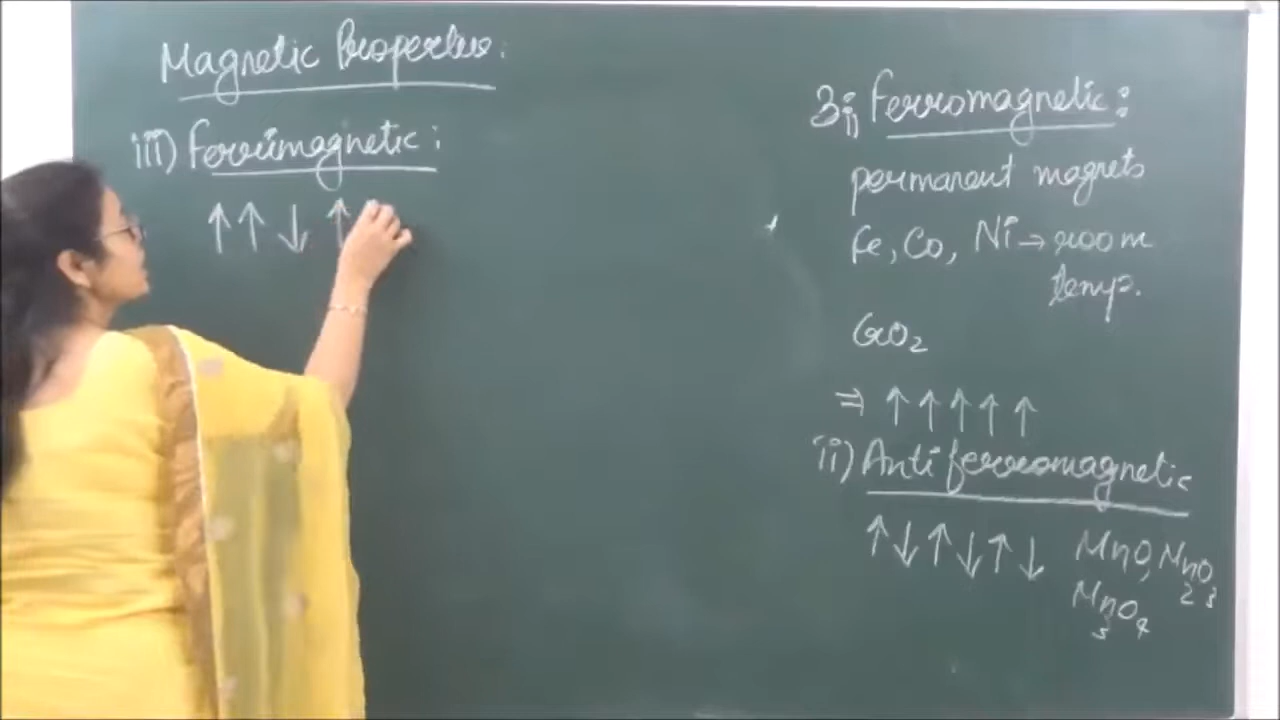 Magnetic Properties:
iii) Ferrimagnetic:
↑ ↑ ↓ ↑
3i) Ferromagnetic:
permanent magnets
Fe, Co, Ni → room
temp.
CrO2
⇒ ↑ ↑ ↑ ↑ ↑
ii) Antiferromagnetic
↑ ↓ ↑ ↓ ↑ ↓ MnO, Mn2O3,
Mn3O4